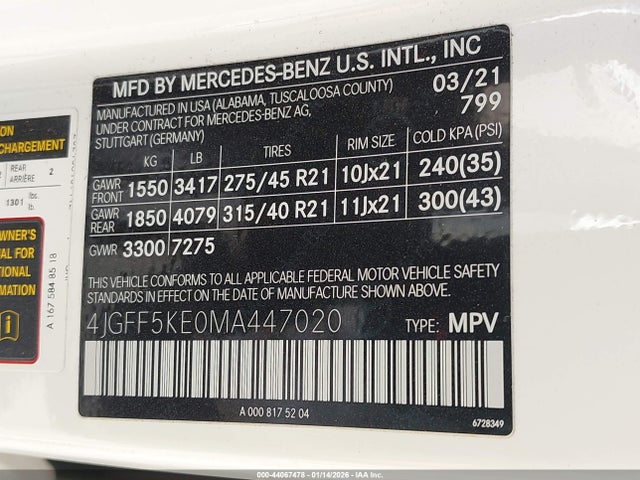 MFD BY MERCEDES-BENZ U.S. INTL., INC
MANUFACTURED IN USA (ALABAMA, TUSCALOOSA COUNTY) 03/21
UNDER CONTRACT FOR MERCEDES-BENZ AG, 799
STUTTGART (GERMANY)
KG LB TIRES RIM SIZE COLD KPA (PSI)
GAWR FRONT 1550 3417 275/45 R21 10Jx21 240(35)
GAWR REAR 1850 4079 315/40 R21 11Jx21 300(43)
GVWR 3300 7275
THIS VEHICLE CONFORMS TO ALL APPLICABLE FEDERAL MOTOR VEHICLE SAFETY
STANDARDS IN EFFECT ON THE DATE OF MANUFACTURE SHOWN ABOVE.
4JGFF5KE0MA447020 TYPE: MPV
A 000 817 52 04
6728349
ON
CHARGEMENT
REAR
ARRIÈRE 2
1301 lbs.
lb.
WNER'S
UAL FOR
TIONAL
RMATION
A 167 584 85 18
000-44067478 - 01/14/2026 - IAA Inc.